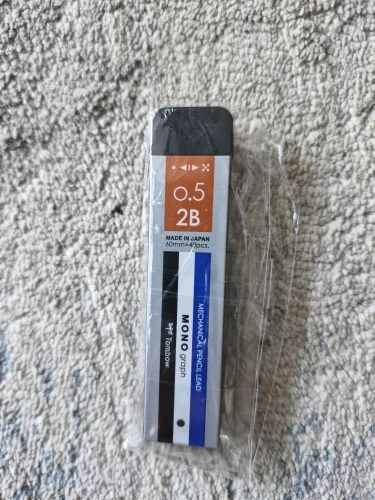 0.5
2B
MADE IN JAPAN
60mm×40pcs.
MECHANICAL PENCIL LEAD
MONO graph
Tombow